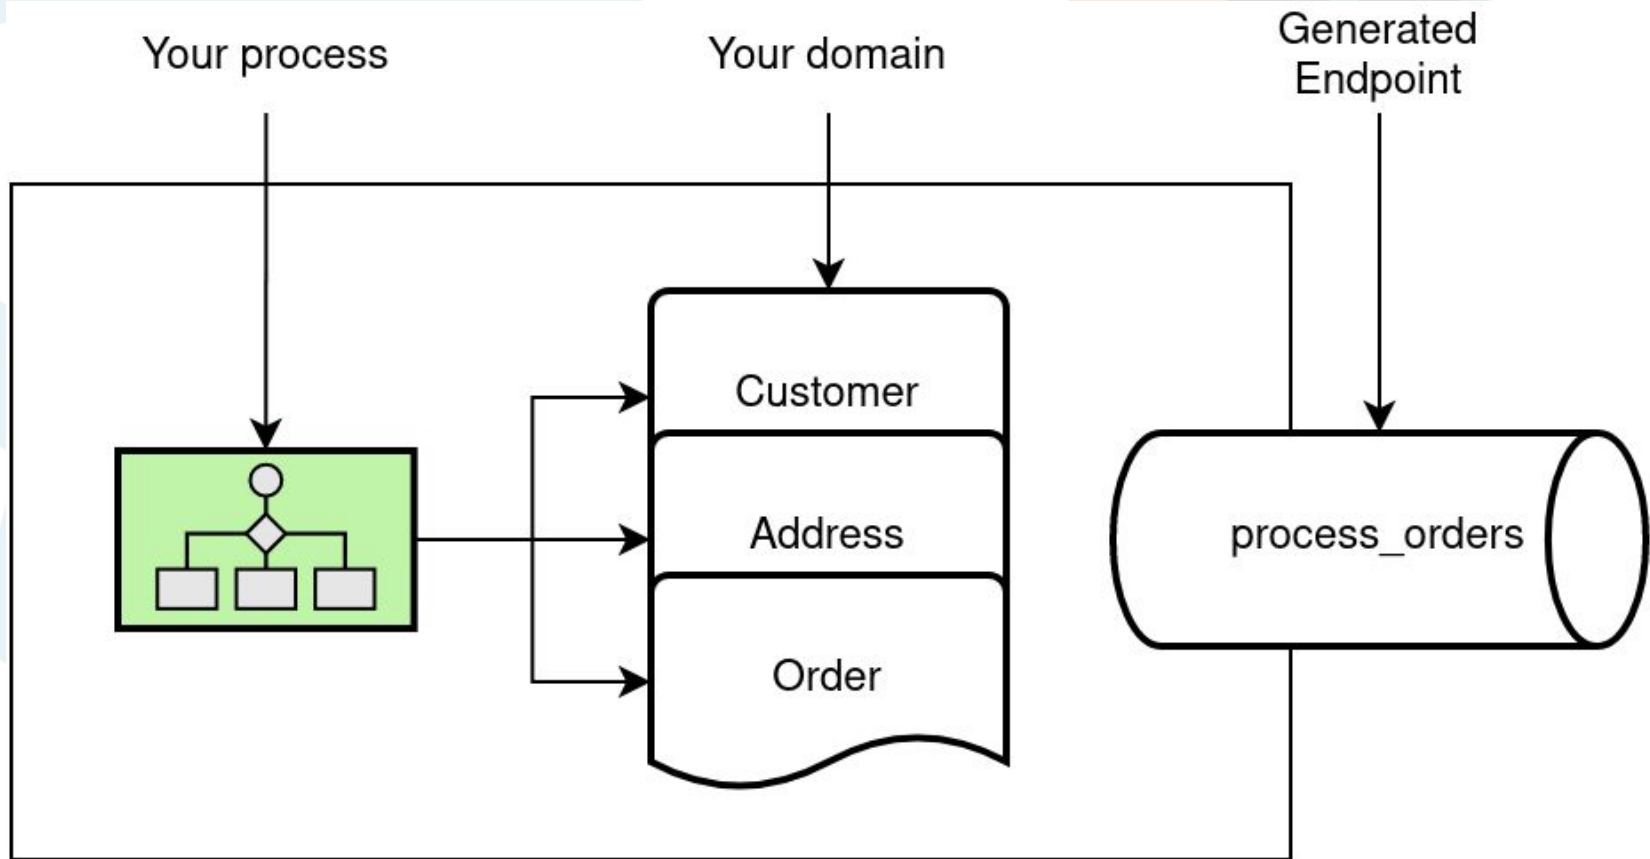 Your process
Your domain
Generated
Endpoint
Customer
Address
process_orders
Order